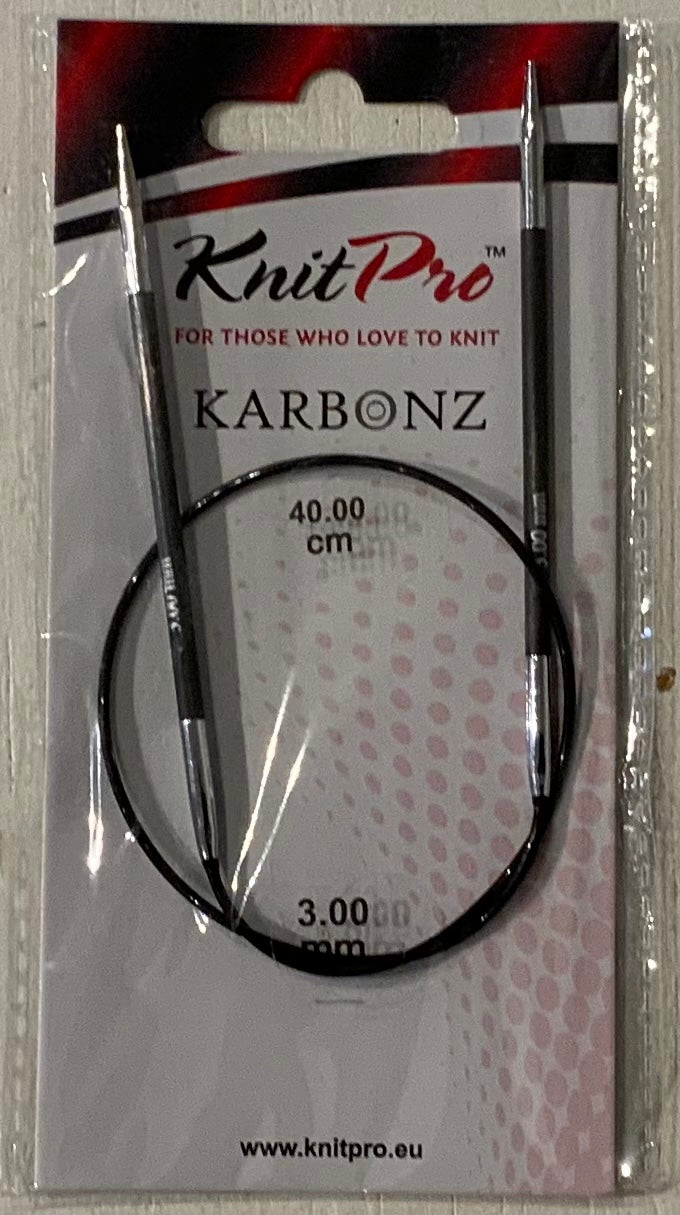 KnitPro™
FOR THOSE WHO LOVE TO KNIT
KARBONZ
40.00
cm
3.00
mm
www.knitpro.eu